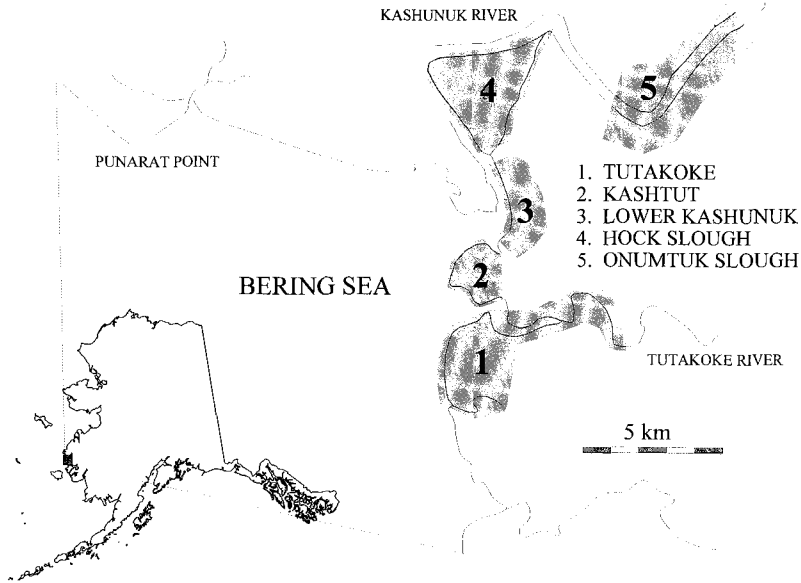 KASHUNUK RIVER
4
5
PUNARAT POINT
3
1. TUTAKOKE
2. KASHTUT
3. LOWER KASHUNUK
4. HOCK SLOUGH
5. ONUMTUK SLOUGH
BERING SEA
2
1
TUTAKOKE RIVER
5 km